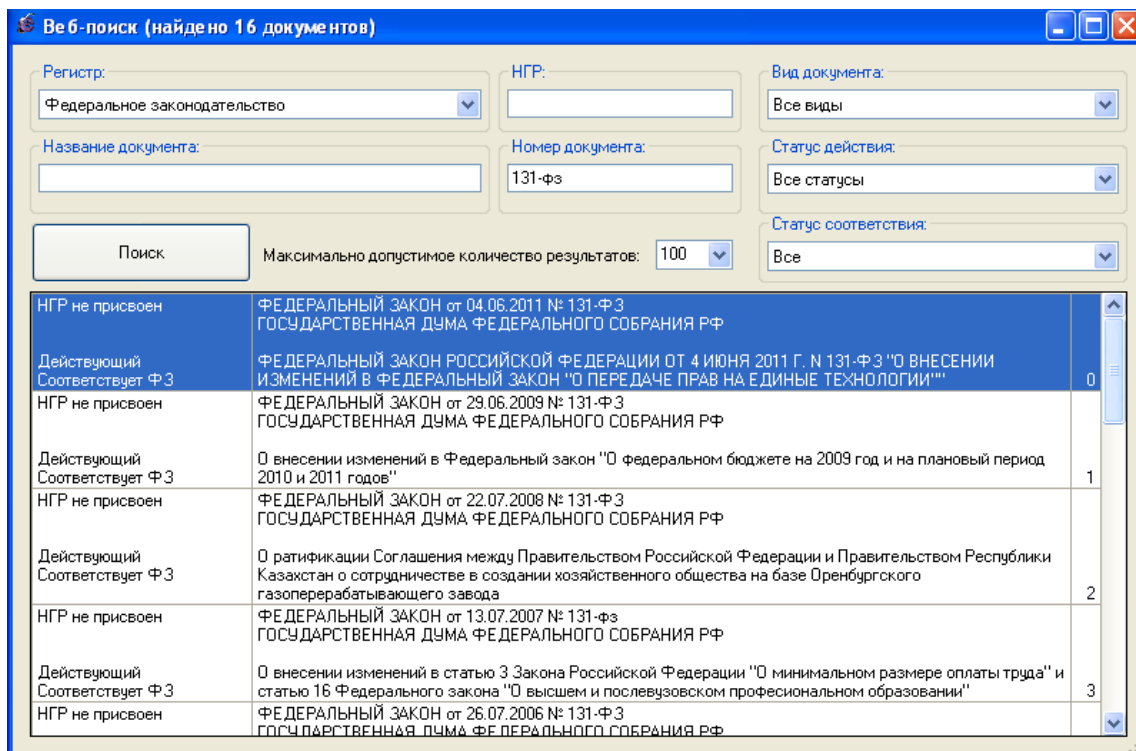 Веб-поиск (найдено 16 документов)
Регистр:
НГР:
Вид документа:
Федеральное законодательство
Все виды
Название документа:
Номер документа:
Статус действия:
131-фз
Все статусы
Статус соответствия:
Поиск
Максимально допустимое количество результатов:
100
Все
НГР не присвоен
ФЕДЕРАЛЬНЫЙ ЗАКОН от 04.06.2011 № 131-ФЗ
ГОСУДАРСТВЕННАЯ ДУМА ФЕДЕРАЛЬНОГО СОБРАНИЯ РФ
Действующий
ФЕДЕРАЛЬНЫЙ ЗАКОН РОССИЙСКОЙ ФЕДЕРАЦИИ ОТ 4 ИЮНЯ 2011 Г. N 131-ФЗ "О ВНЕСЕНИИ
Соответствует ФЗ
ИЗМЕНЕНИЙ В ФЕДЕРАЛЬНЫЙ ЗАКОН "О ПЕРЕДАЧЕ ПРАВ НА ЕДИНЫЕ ТЕХНОЛОГИИ""
0
НГР не присвоен
ФЕДЕРАЛЬНЫЙ ЗАКОН от 29.06.2009 № 131-ФЗ
ГОСУДАРСТВЕННАЯ ДУМА ФЕДЕРАЛЬНОГО СОБРАНИЯ РФ
Действующий
О внесении изменений в Федеральный закон "О федеральном бюджете на 2009 год и на плановый период
Соответствует ФЗ
2010 и 2011 годов"
1
НГР не присвоен
ФЕДЕРАЛЬНЫЙ ЗАКОН от 22.07.2008 № 131-ФЗ
ГОСУДАРСТВЕННАЯ ДУМА ФЕДЕРАЛЬНОГО СОБРАНИЯ РФ
Действующий
О ратификации Соглашения между Правительством Российской Федерации и Правительством Республики
Соответствует ФЗ
Казахстан о сотрудничестве в создании хозяйственного общества на базе Оренбургского
газоперерабатывающего завода
2
НГР не присвоен
ФЕДЕРАЛЬНЫЙ ЗАКОН от 13.07.2007 № 131-фз
ГОСУДАРСТВЕННАЯ ДУМА ФЕДЕРАЛЬНОГО СОБРАНИЯ РФ
Действующий
О внесении изменений в статью 3 Закона Российской Федерации "О минимальном размере оплаты труда" и
Соответствует ФЗ
статью 16 Федерального закона "О высшем и послевузовском професиональном образовании"
3
НГР не присвоен
ФЕДЕРАЛЬНЫЙ ЗАКОН от 26.07.2006 № 131-ФЗ
ГОСУДАРСТВЕННАЯ ДУМА ФЕДЕРАЛЬНОГО СОБРАНИЯ РФ